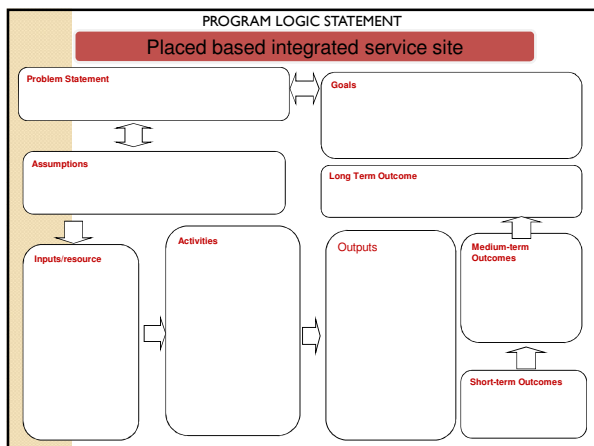 PROGRAM LOGIC STATEMENT
Placed based integrated service site
Problem Statement
Goals
Assumptions
Long Term Outcome
Inputs/resource
Activities
Outputs
Medium-term
Outcomes
Short-term Outcomes